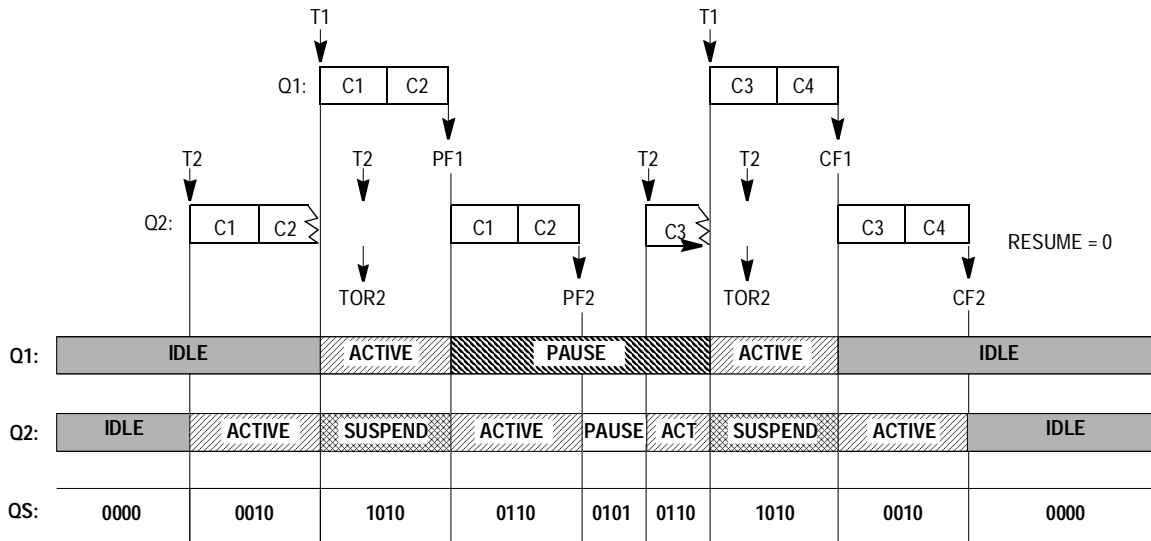 T1 T1
Q1: C1 C2 C3 C4
T2 T2 PF1 T2 T2 CF1
Q2: C1 C2 C1 C2 C3 C3 C4 RESUME = 0
TOR2 PF2 TOR2 CF2
Q1: IDLE ACTIVE PAUSE ACTIVE IDLE
Q2: IDLE ACTIVE SUSPEND ACTIVE PAUSE ACT SUSPEND ACTIVE IDLE
QS: 0000 0010 1010 0110 0101 0110 1010 0010 0000